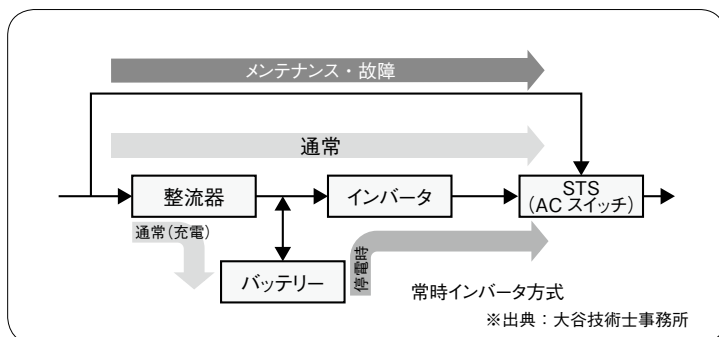 メンテナンス・故障
通常
整流器
インバータ
STS
(AC スイッチ)
通常(充電)
バッテリー
停電時
常時インバータ方式
※出典：大谷技術士事務所